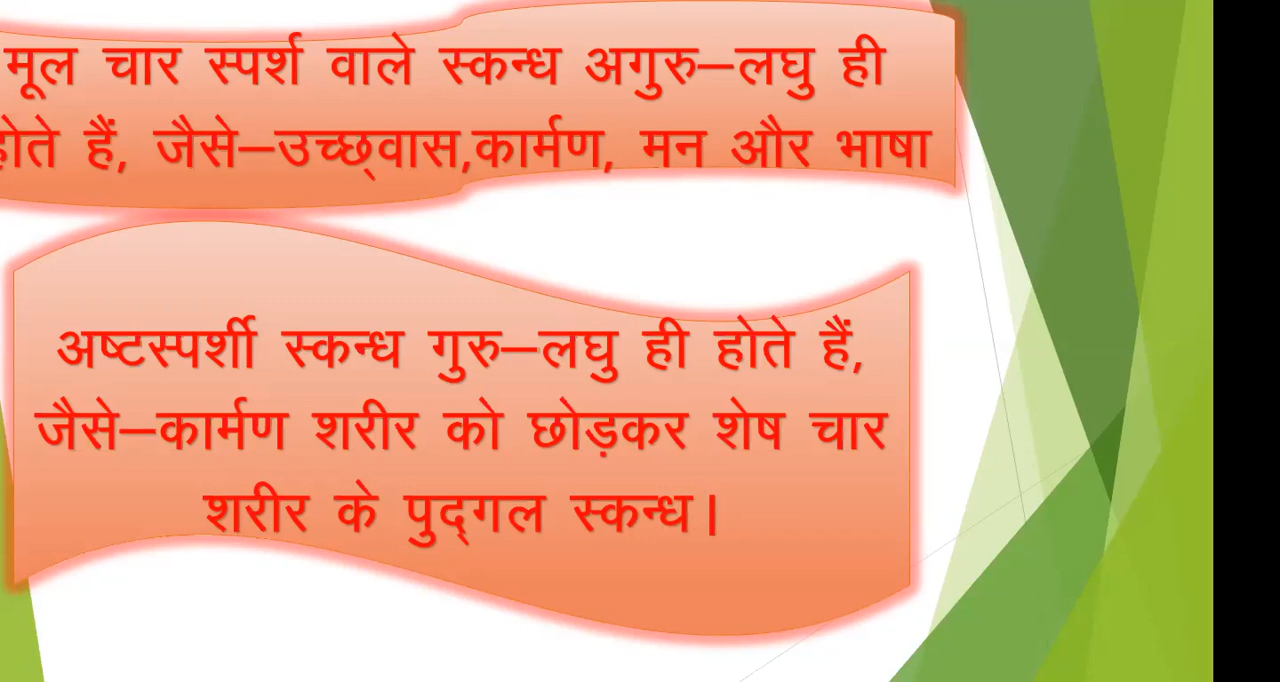 मूल चार स्पर्श वाले स्कन्ध अगुरु–लघु ही
होते हैं, जैसे–उच्छ्वास,कार्मण, मन और भाषा
अष्टस्पर्शी स्कन्ध गुरु–लघु ही होते हैं,
जैसे–कार्मण शरीर को छोड़कर शेष चार
शरीर के पुद्गल स्कन्ध।